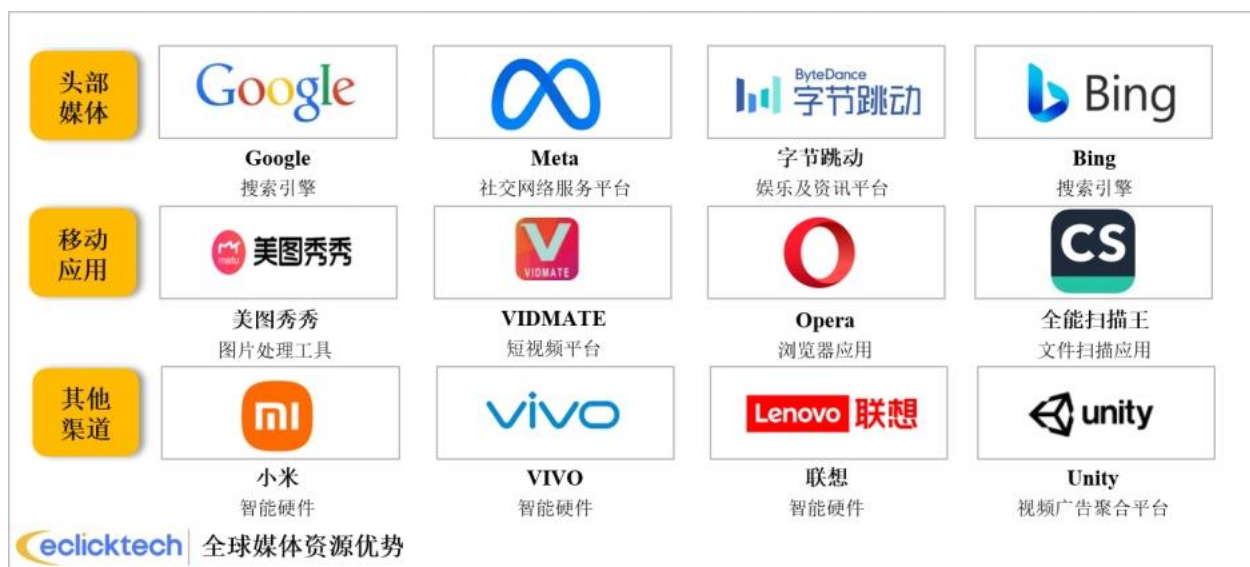 头部
媒体
Google
ByteDance
字节跳动
Bing
Google
Meta
字节跳动
Bing
搜索引擎
社交网络服务平台
娱乐及资讯平台
搜索引擎
移动
应用
meitu
美图秀秀
V
VIDMATE
CS
美图秀秀
VIDMATE
Opera
全能扫描王
图片处理工具
短视频平台
浏览器应用
文件扫描应用
其他
渠道
mi
vivo
Lenovo 联想
unity
小米
VIVO
联想
Unity
智能硬件
智能硬件
智能硬件
视频广告聚合平台
eclicktech
全球媒体资源优势